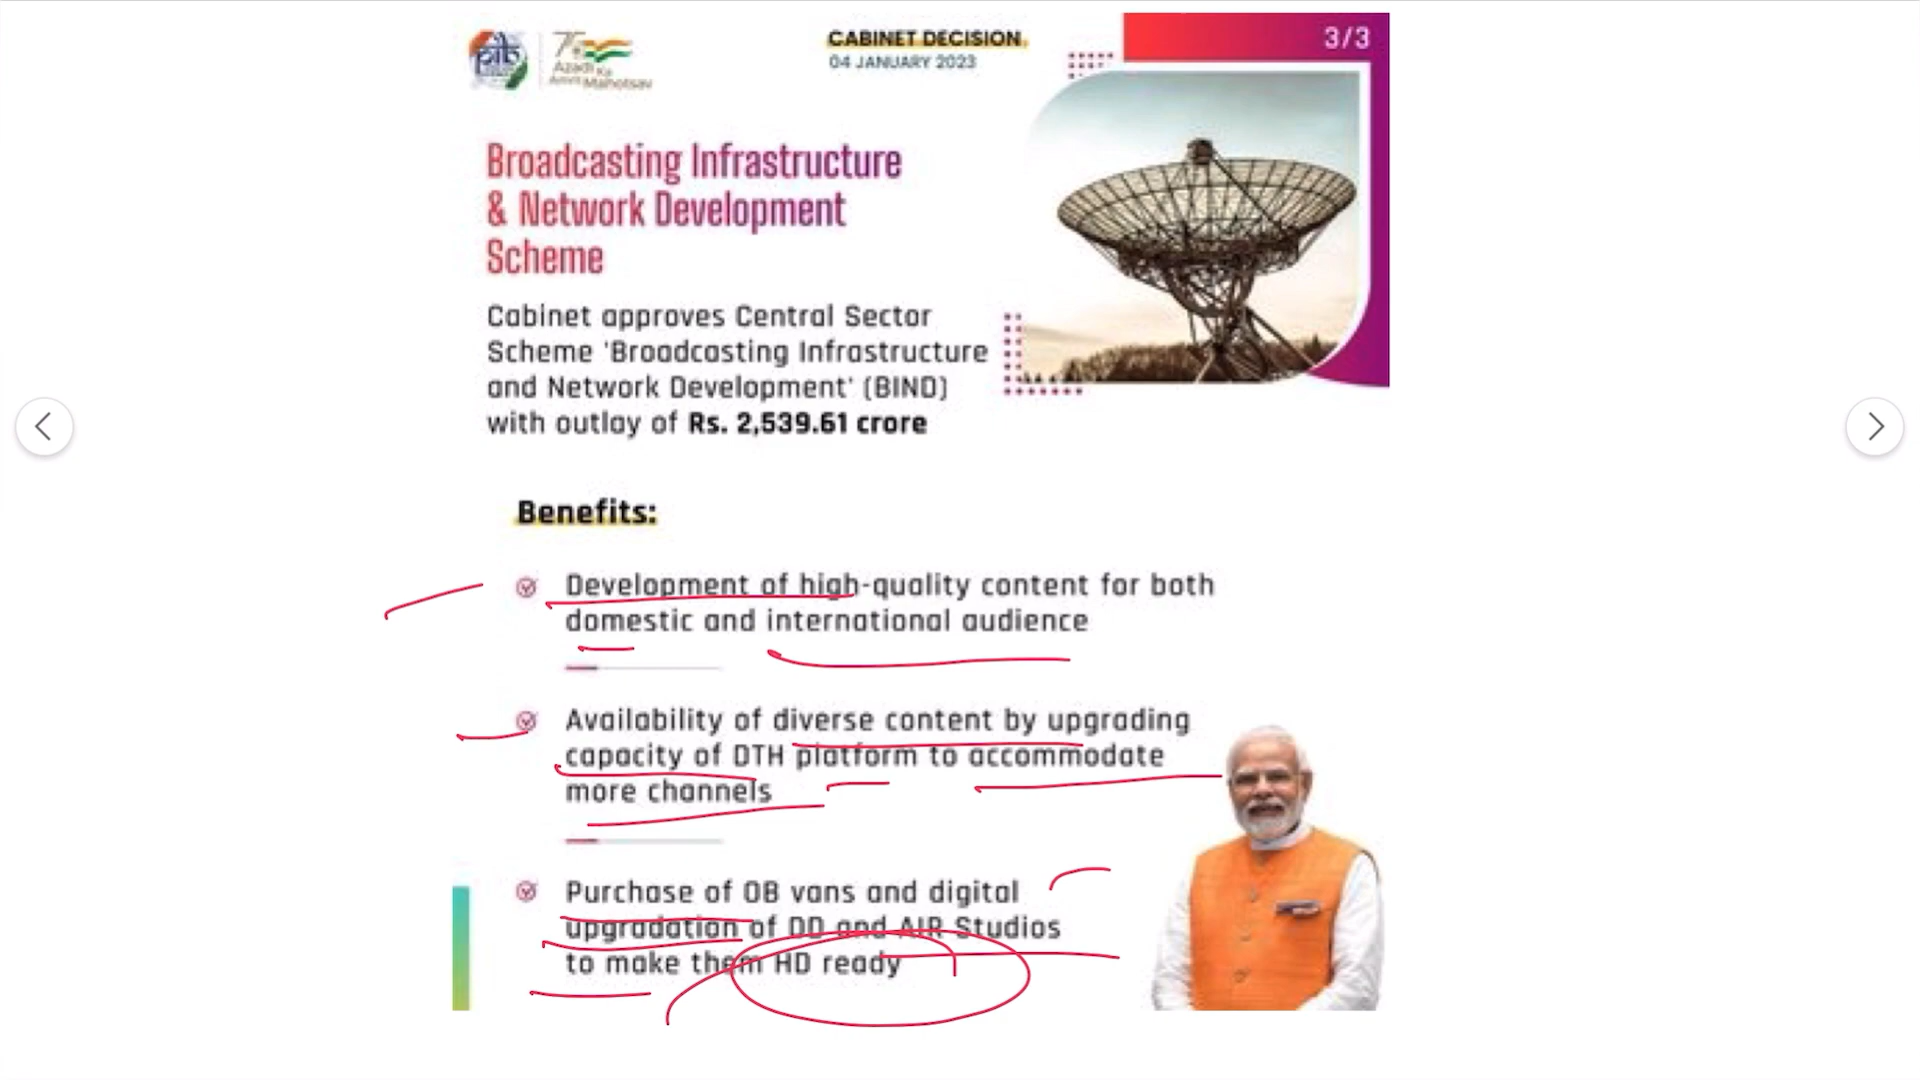 pib
Azadi Ka
Amrit Mahotsav
CABINET DECISION
04 JANUARY 2023
3/3
Broadcasting Infrastructure
& Network Development
Scheme
Cabinet approves Central Sector
Scheme 'Broadcasting Infrastructure
and Network Development' (BIND)
with outlay of Rs. 2,539.61 crore
Benefits:
Development of high-quality content for both
domestic and international audience
Availability of diverse content by upgrading
capacity of DTH platform to accommodate
more channels
Purchase of OB vans and digital
upgradation of DD and AIR Studios
to make them HD ready